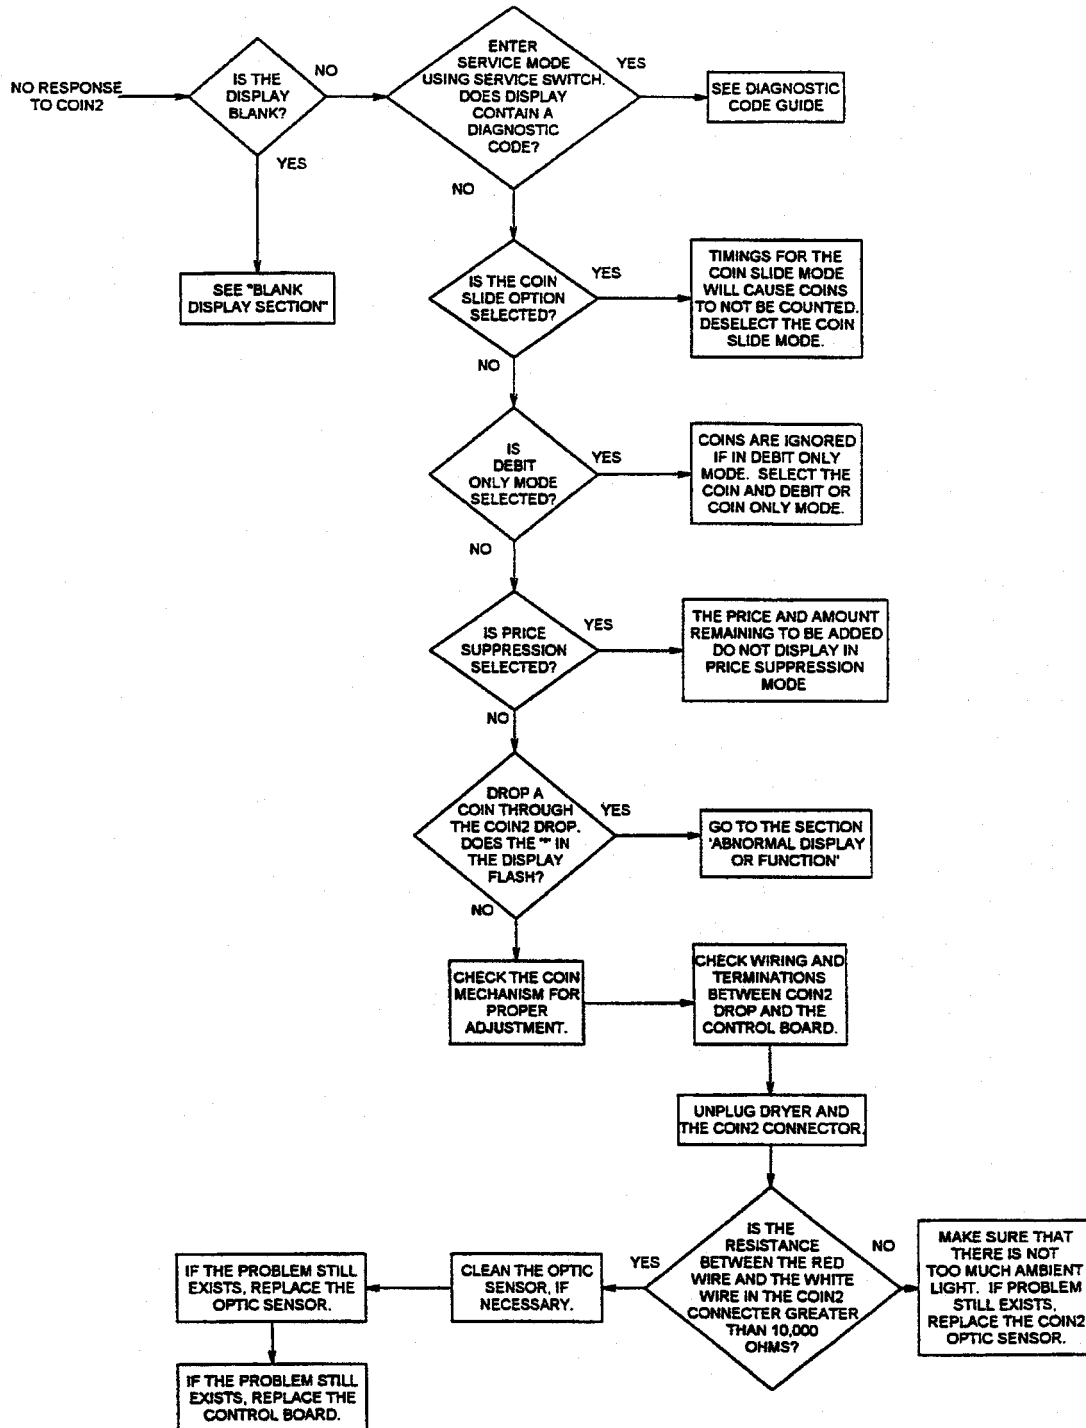 NO RESPONSE
TO COIN2
IS THE
DISPLAY
BLANK?
NO
YES
SEE "BLANK
DISPLAY SECTION"
ENTER
SERVICE MODE
USING SERVICE SWITCH.
DOES DISPLAY
CONTAIN A
DIAGNOSTIC
CODE?
YES
SEE DIAGNOSTIC
CODE GUIDE
NO
IS THE COIN
SLIDE OPTION
SELECTED?
YES
TIMINGS FOR THE
COIN SLIDE MODE
WILL CAUSE COINS
TO NOT BE COUNTED.
DESELECT THE COIN
SLIDE MODE.
NO
IS
DEBIT
ONLY MODE
SELECTED?
YES
COINS ARE IGNORED
IF IN DEBIT ONLY
MODE. SELECT THE
COIN AND DEBIT OR
COIN ONLY MODE.
NO
IS PRICE
SUPPRESSION
SELECTED?
YES
THE PRICE AND AMOUNT
REMAINING TO BE ADDED
DO NOT DISPLAY IN
PRICE SUPPRESSION
MODE
NO
DROP A
COIN THROUGH
THE COIN2 DROP.
DOES THE "" IN
THE DISPLAY
FLASH?
YES
GO TO THE SECTION
'ABNORMAL DISPLAY
OR FUNCTION'
NO
CHECK THE COIN
MECHANISM FOR
PROPER
ADJUSTMENT.
CHECK WIRING AND
TERMINATIONS
BETWEEN COIN2
DROP AND THE
CONTROL BOARD.
UNPLUG DRYER AND
THE COIN2 CONNECTOR.
IS THE
RESISTANCE
BETWEEN THE RED
WIRE AND THE WHITE
WIRE IN THE COIN2
CONNECTER GREATER
THAN 10,000
OHMS?
NO
MAKE SURE THAT
THERE IS NOT
TOO MUCH AMBIENT
LIGHT. IF PROBLEM
STILL EXISTS,
REPLACE THE COIN2
OPTIC SENSOR.
YES
CLEAN THE OPTIC
SENSOR, IF
NECESSARY.
IF THE PROBLEM STILL
EXISTS, REPLACE THE
OPTIC SENSOR.
IF THE PROBLEM STILL
EXISTS, REPLACE THE
CONTROL BOARD.